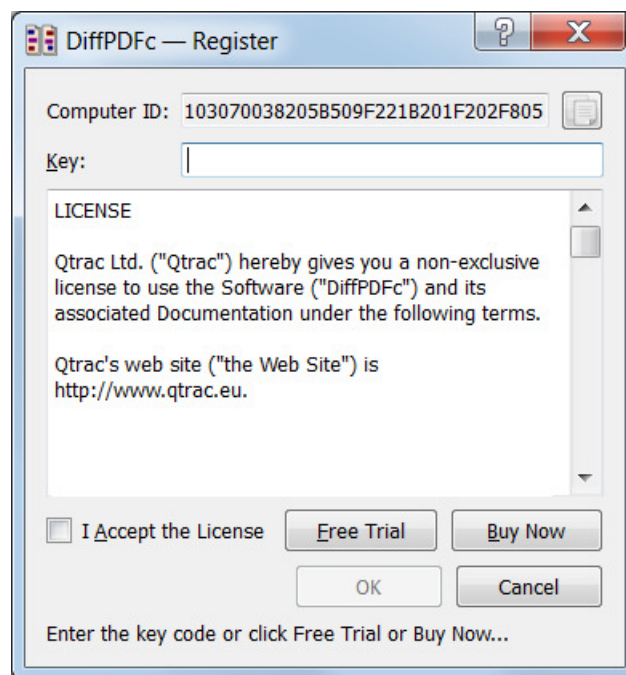 DiffPDFc — Register
Computer ID: 103070038205B509F221B201F202F805
Key:
LICENSE
Qtrac Ltd. ("Qtrac") hereby gives you a non-exclusive
license to use the Software ("DiffPDFc") and its
associated Documentation under the following terms.
Qtrac's web site ("the Web Site") is
http://www.qtrac.eu.
I Accept the License Free Trial Buy Now
OK Cancel
Enter the key code or click Free Trial or Buy Now...